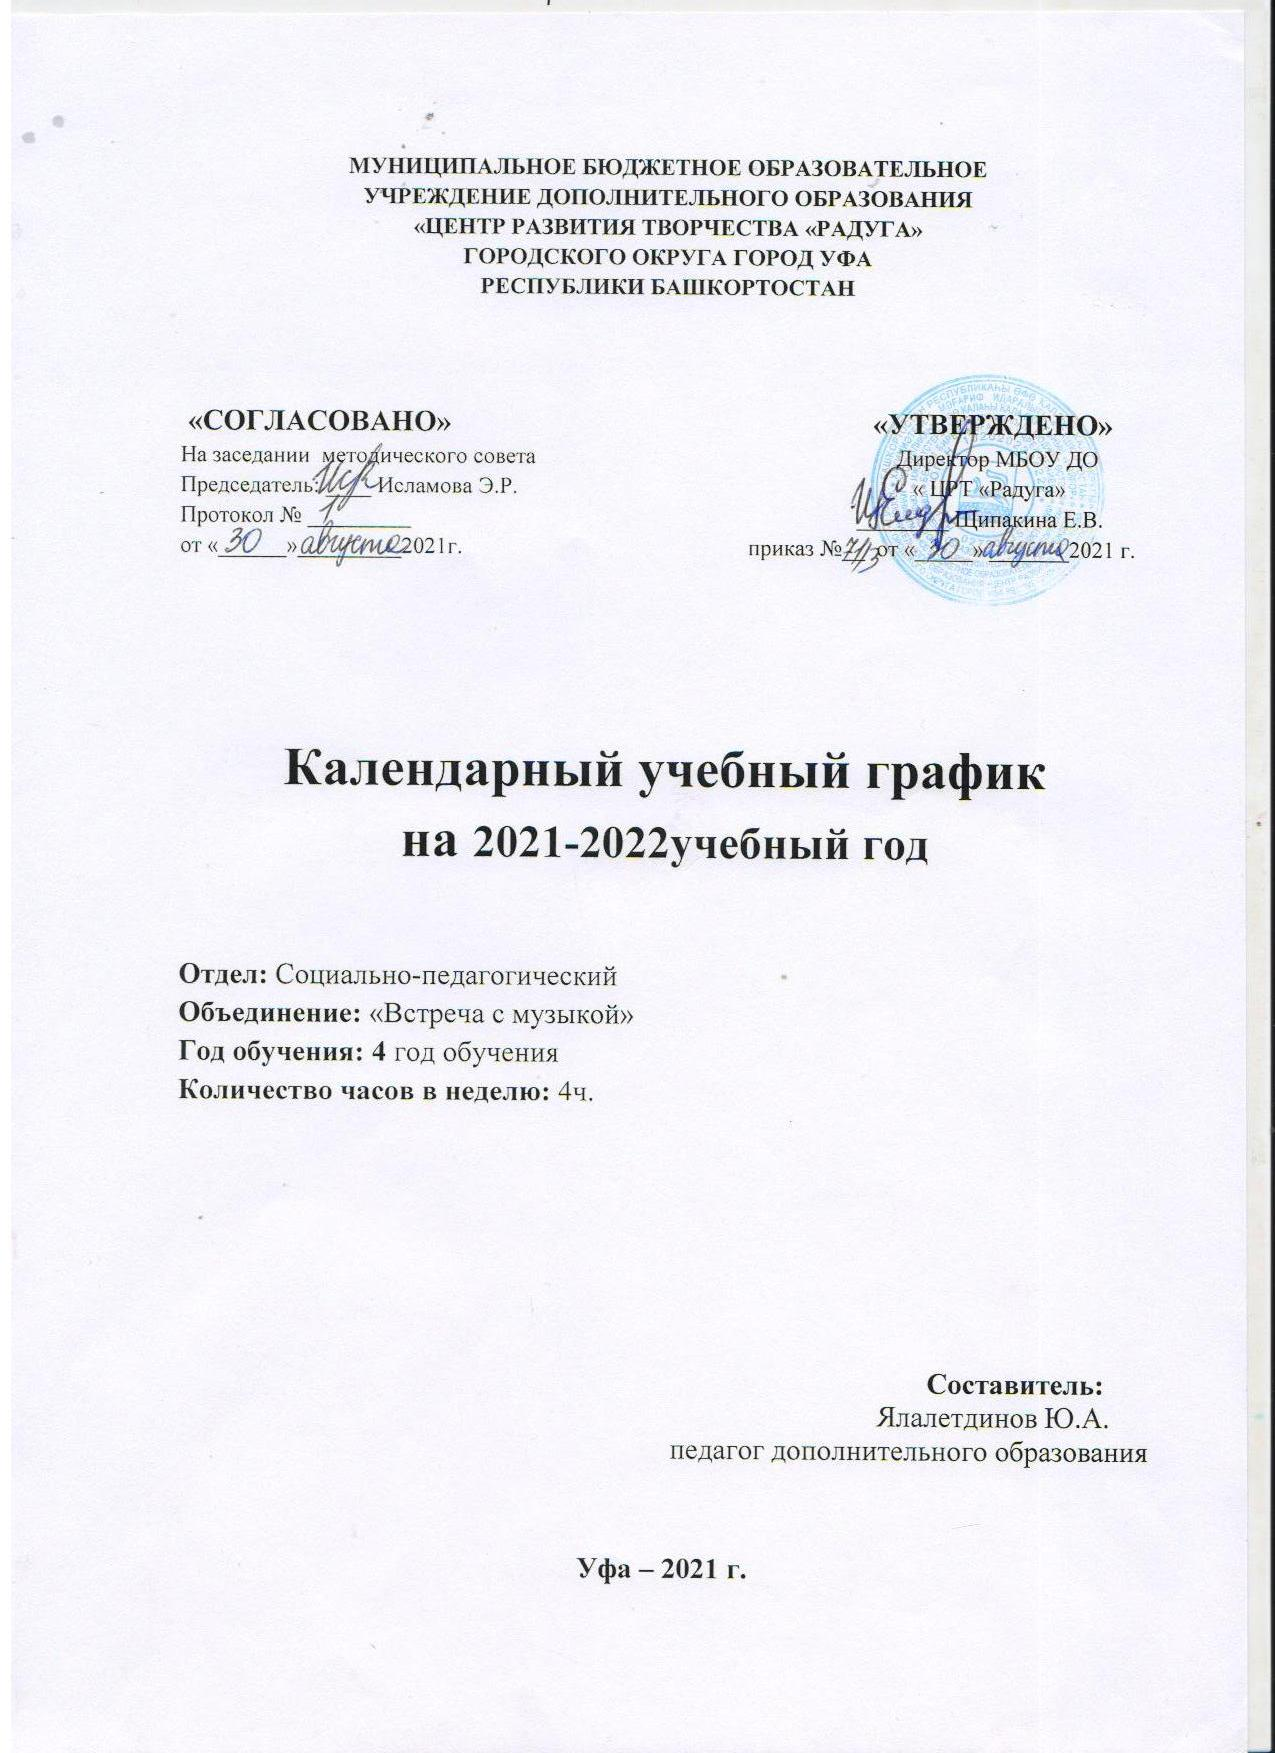 МУНИЦИПАЛЬНОЕ БЮДЖЕТНОЕ ОБРАЗОВАТЕЛЬНОЕ
УЧРЕЖДЕНИЕ ДОПОЛНИТЕЛЬНОГО ОБРАЗОВАНИЯ
«ЦЕНТР РАЗВИТИЯ ТВОРЧЕСТВА «РАДУГА»
ГОРОДСКОГО ОКРУГА ГОРОД УФА
РЕСПУБЛИКИ БАШКОРТОСТАН
«СОГЛАСОВАНО»
На заседании методического совета
Председатель: Исламова Э.Р.
Протокол № 1
от «30» августа 2021г.
«УТВЕРЖДЕНО»
Директор МБОУ ДО
« ЦРТ «Радуга»
Щипакина Е.В.
приказ № от «30» августа 2021 г.
Календарный учебный график
на 2021-2022учебный год
Отдел: Социально-педагогический
Объединение: «Встреча с музыкой»
Год обучения: 4 год обучения
Количество часов в неделю: 4ч.
Составитель:
Ялалетдинов Ю.А.
педагог дополнительного образования
Уфа – 2021 г.